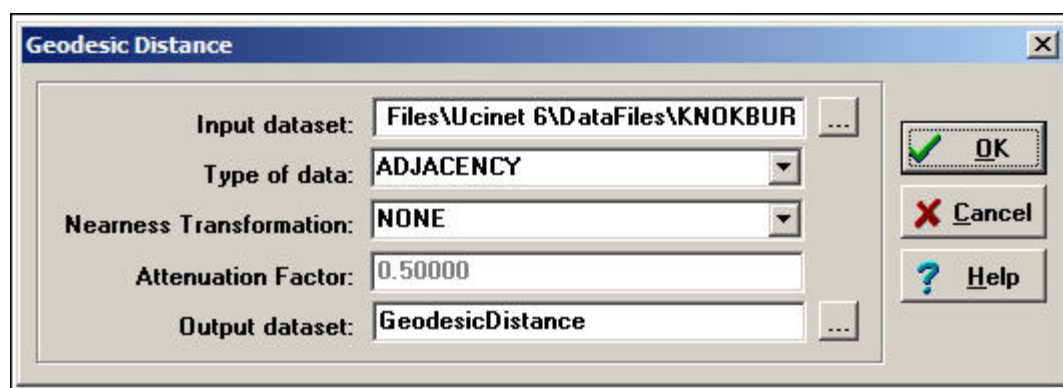 Geodesic Distance
Input dataset: Files\Ucinet 6\DataFiles\KNOKBUR ...
Type of data: ADJACENCY
Nearness Transformation: NONE
Attenuation Factor: 0.50000
Output dataset: GeodesicDistance ...
OK
Cancel
Help